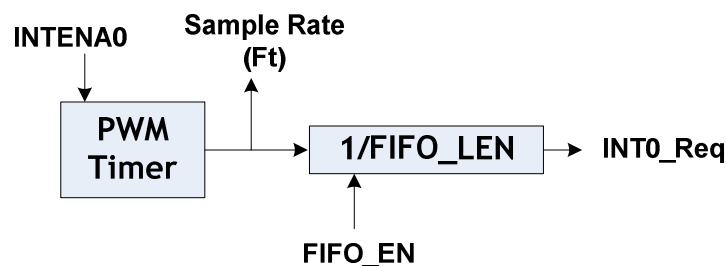 INTENA0
Sample Rate
(Ft)
PWM
Timer
1/FIFO_LEN
INT0_Req
FIFO_EN